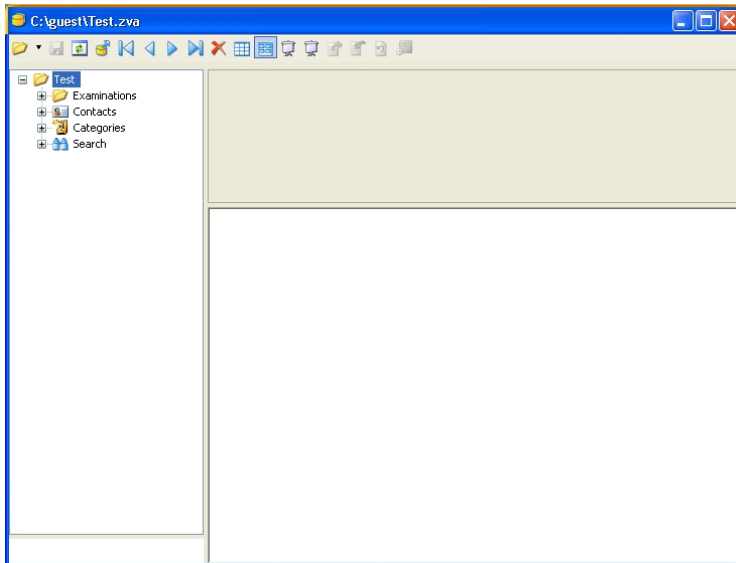 C:\guest\Test.zva
Test
Examinations
Contacts
Categories
Search